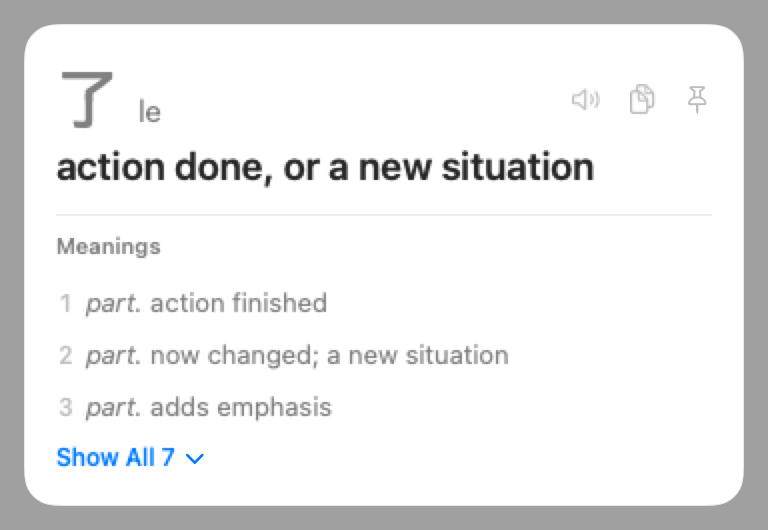 了 le
action done, or a new situation
Meanings
1 part. action finished
2 part. now changed; a new situation
3 part. adds emphasis
Show All 7